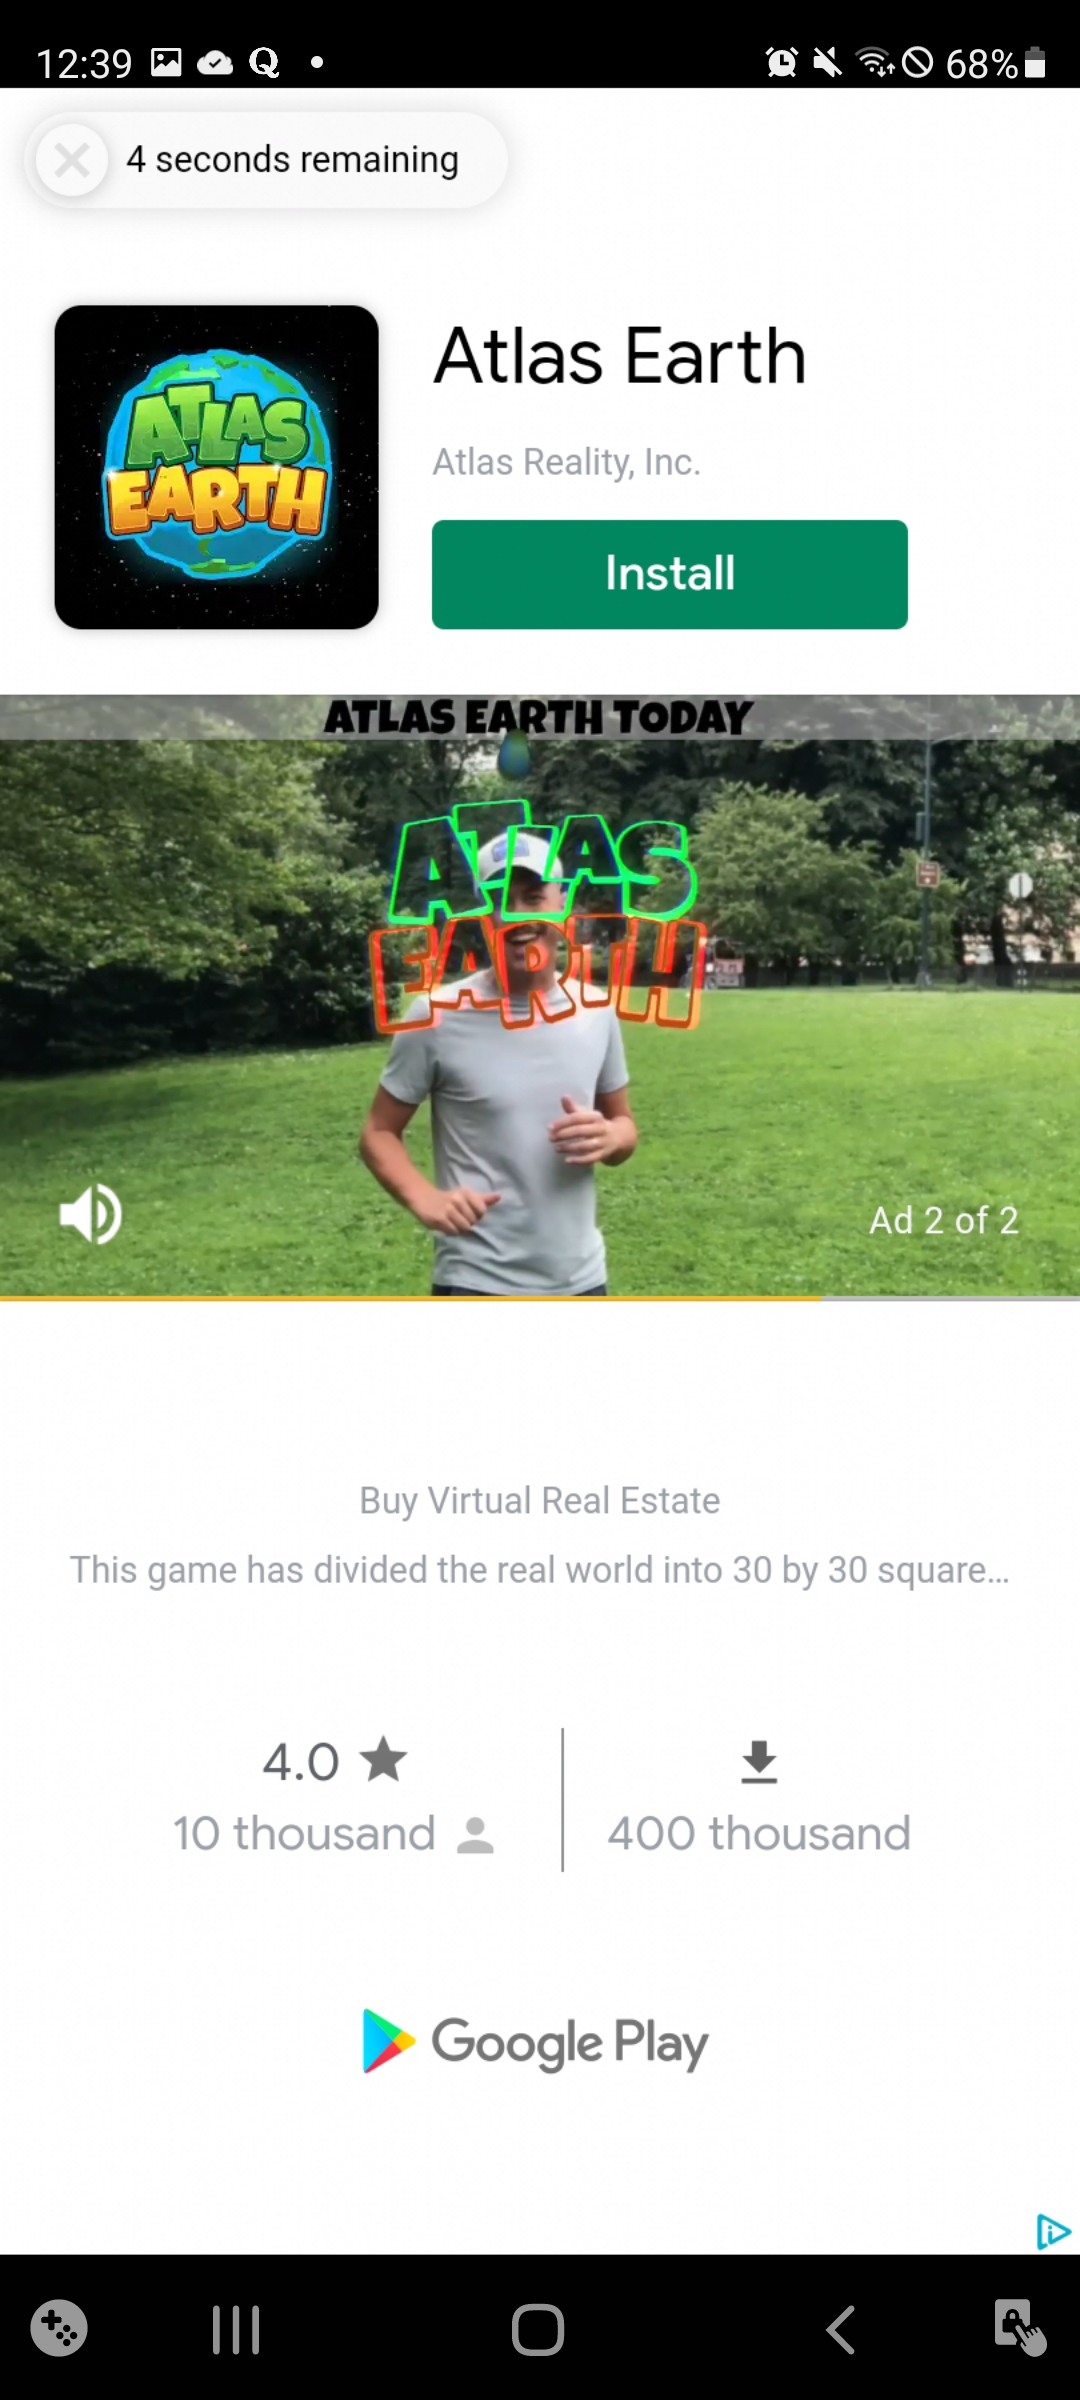 12:39
Q
68%
4 seconds remaining
ATLAS
EARTH
Atlas Earth
Atlas Reality, Inc.
Install
ATLAS EARTH TODAY
ATLAS
EARTH
Ad 2 of 2
Buy Virtual Real Estate
This game has divided the real world into 30 by 30 square...
4.0
10 thousand
400 thousand
Google Play